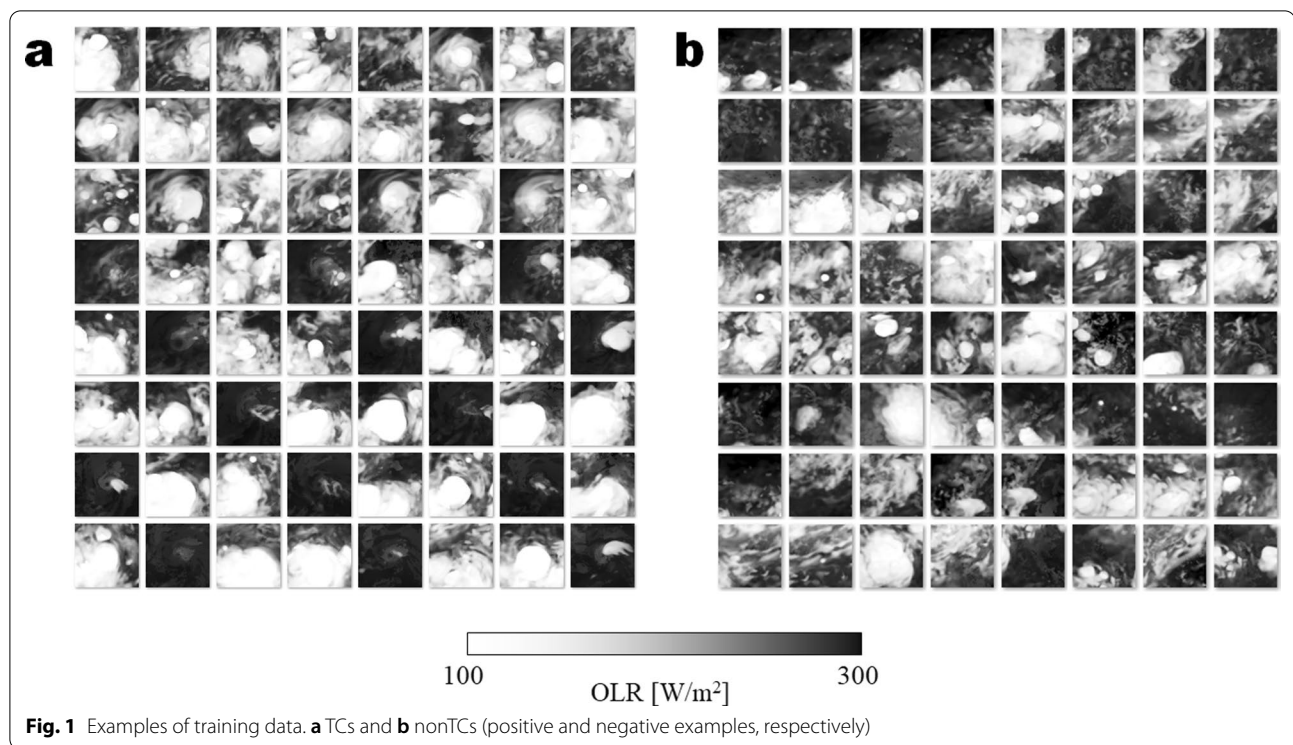 a
b
100 300
OLR [W/m²]
Fig. 1 Examples of training data. a TCs and b nonTCs (positive and negative examples, respectively)